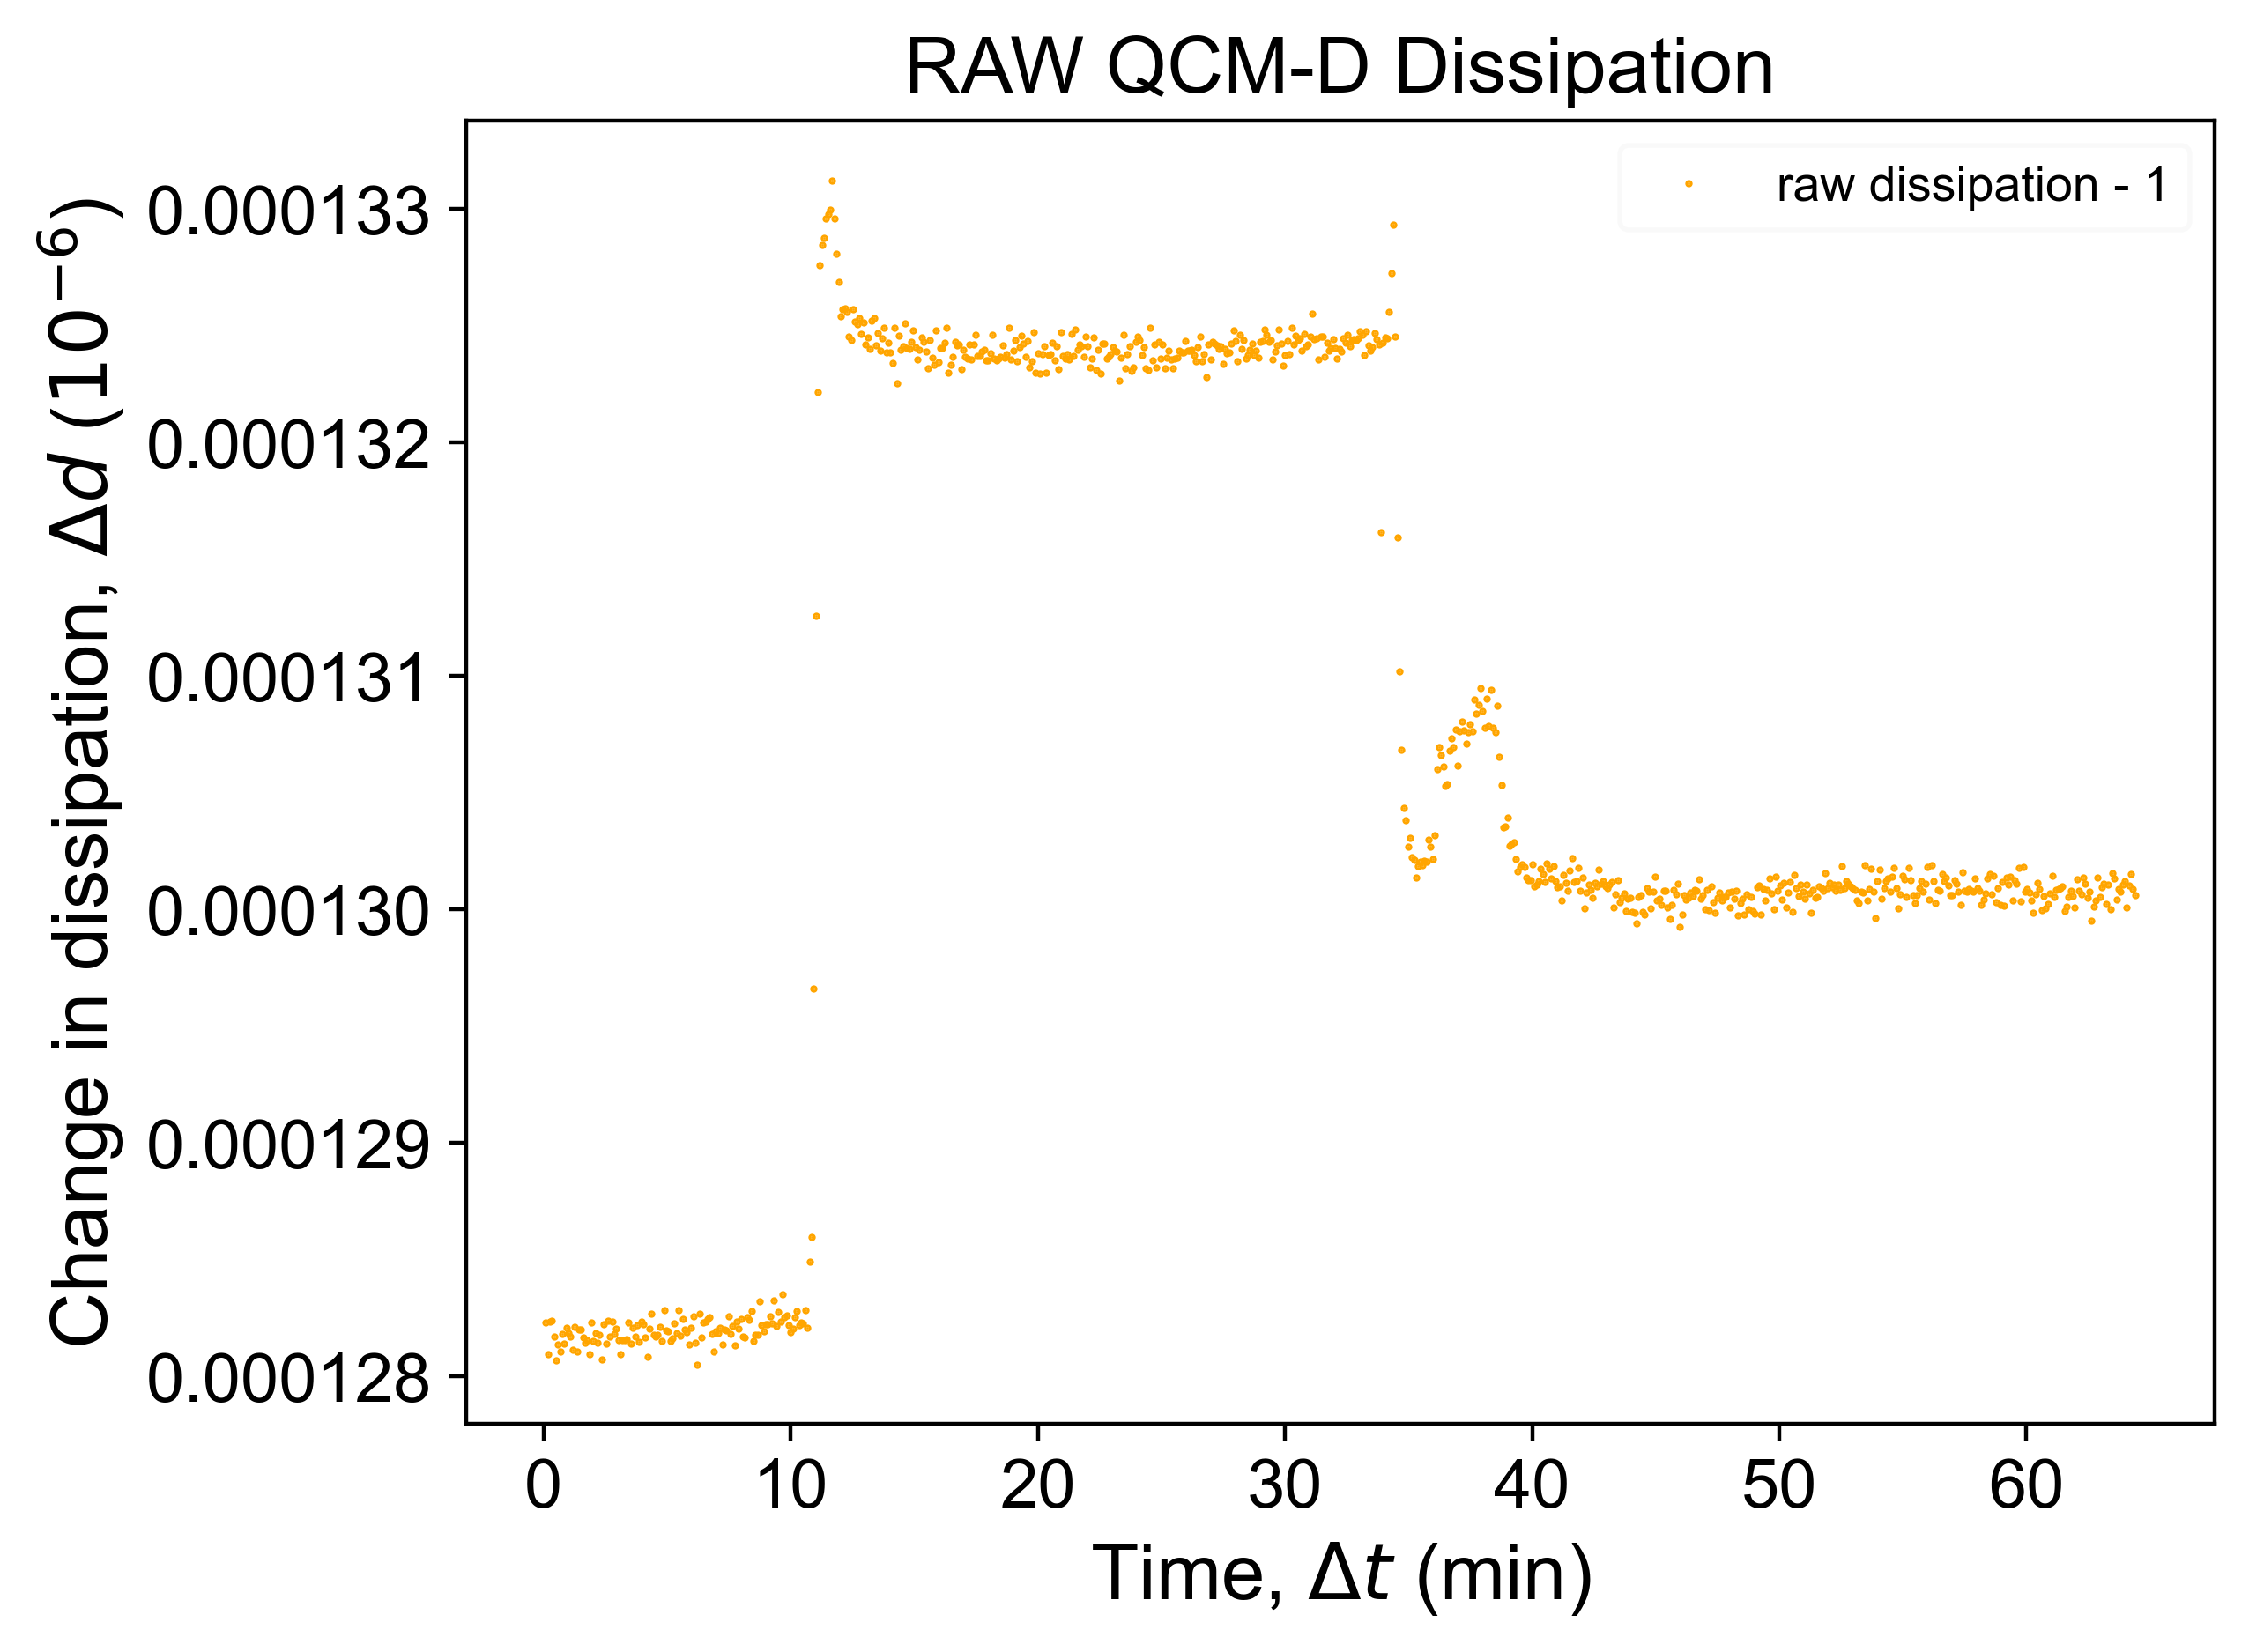 RAW QCM-D Dissipation
raw dissipation - 1
Change in dissipation, Δd (10⁻⁶)
0.000133
0.000132
0.000131
0.000130
0.000129
0.000128
0 10 20 30 40 50 60
Time, Δt (min)